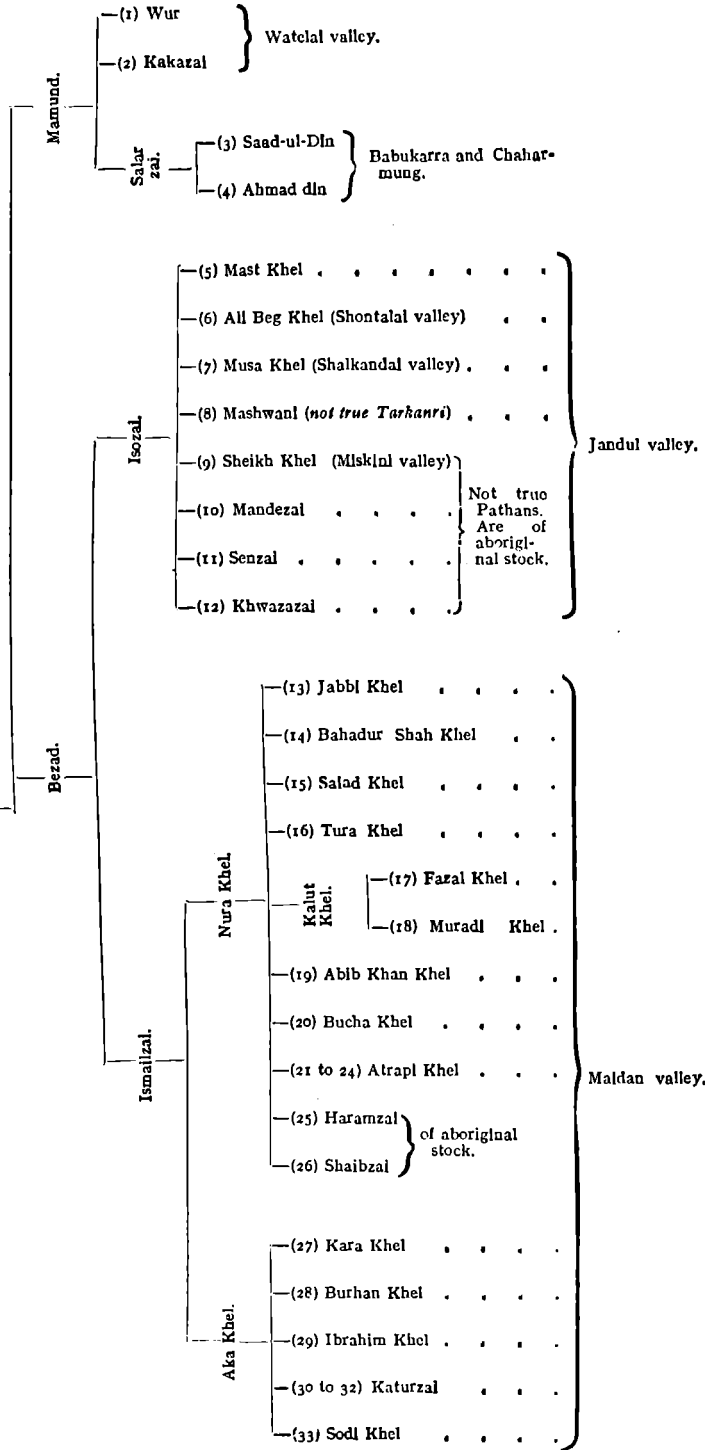 Mamund.
(1) Wur
(2) Kakazai
Watelai valley.
Salar
zai.
(3) Saad-ul-Din
(4) Ahmad din
Babukarra and Chahar-
mung.
Bezad.
Isozai.
(5) Mast Khel . . . . . . .
(6) Ali Beg Khel (Shontalai valley) . .
(7) Musa Khel (Shalkandai valley) . . .
(8) Mashwani (not true Tarkanri) . . .
(9) Sheikh Khel (Miskini valley)
(10) Mandezai . . . .
(11) Senzai . . . . .
(12) Khwazazai . . . .
Not true
Pathans.
Are of
aborigi-
nal stock.
Jandul valley.
Ismailzai.
Nura Khel.
(13) Jabbi Khel . . . .
(14) Bahadur Shah Khel . .
(15) Salad Khel . . . .
(16) Tura Khel . . . .
Kalut
Khel.
(17) Fazal Khel . .
(18) Muradi Khel .
(19) Abib Khan Khel . . .
(20) Bucha Khel . . . .
(21 to 24) Atrapi Khel . . .
(25) Haramzai
(26) Shaibzai
of aboriginal
stock.
Aka Khel.
(27) Kara Khel . . . .
(28) Burhan Khel . . . .
(29) Ibrahim Khel . . . .
(30 to 32) Katurzai . . .
(33) Sodi Khel . . . .
Maidan valley.